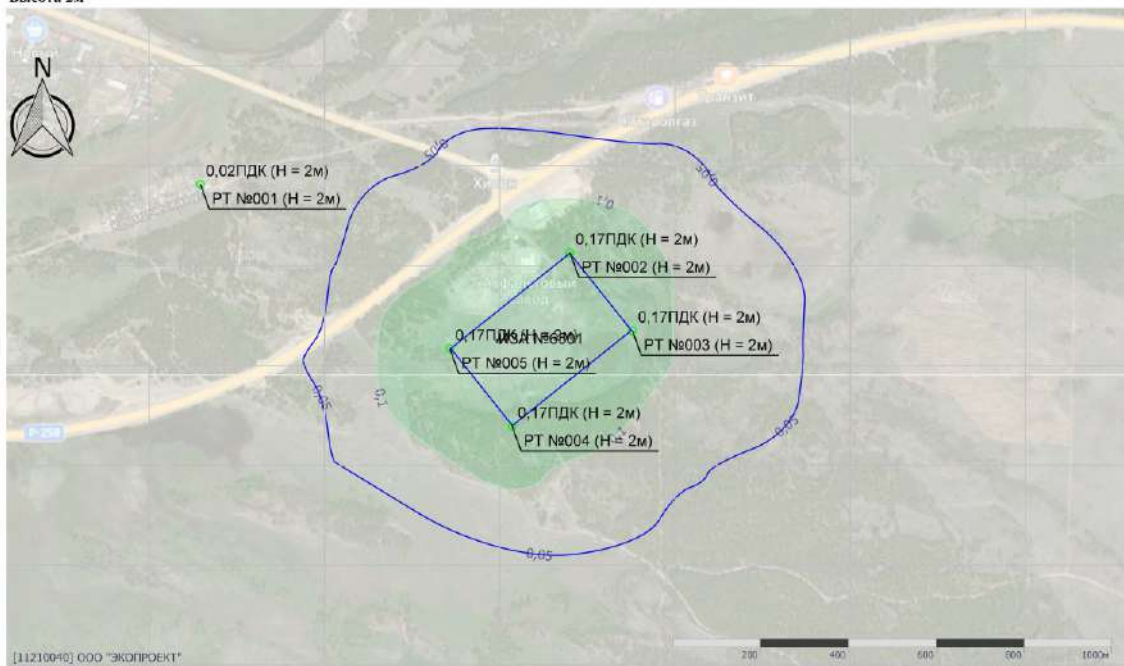 Высота 2м
N
0,05
0,05
0,02ПДК (Н = 2м)
РТ №001 (Н = 2м)
0,1
0,17ПДК (Н = 2м)
РТ №002 (Н = 2м)
0,17ПДК (Н = 2м)
РТ №003 (Н = 2м)
0,17ПДК (Н = 2м)
РТ №005 (Н = 2м)
0,05
0,1
0,17ПДК (Н = 2м)
РТ №004 (Н = 2м)
0,05
Р-258
0,05
[11210040] ООО "ЭКОПРОЕКТ"
200 400 600 800 1000м